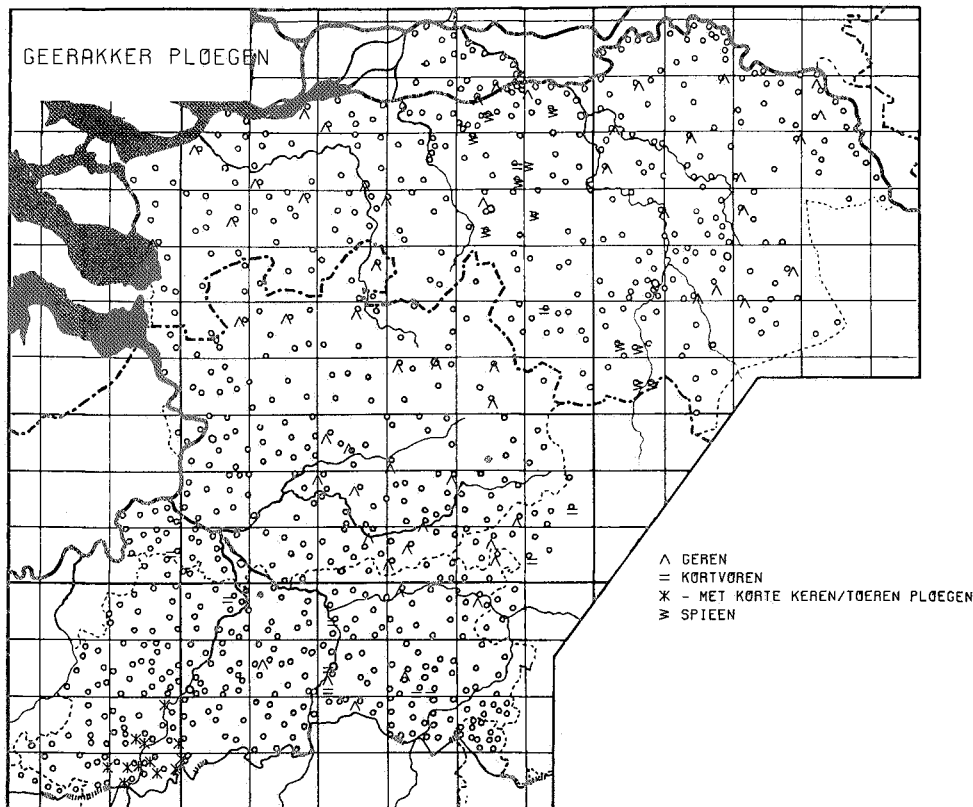 GEERAKKER PLOEGEN
∧ GEREN
= KORTVOREN
ж - MET KORTE KEREN/TOEREN PLOEGEN
W SPIEEN